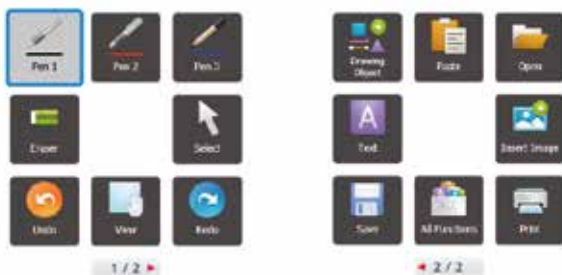 Pen 1 Pen 2 Pen 3
Eraser Select
Undo View Redo
1 / 2
Drawing
Object Paste Open
Text Insert Image
Save All Functions Print
2 / 2